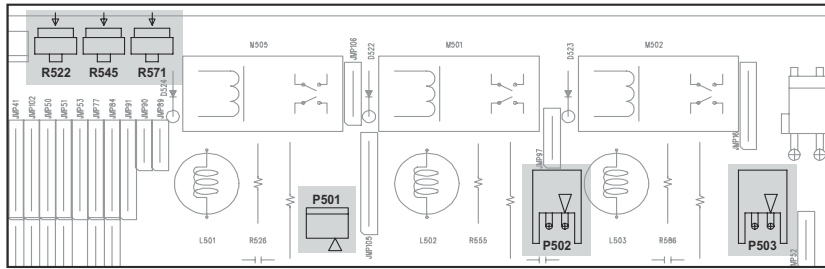 R522 R545 R571
M505 M501 M502
JMP106 D522 D523
D524
JMP41 JMP102 JMP50 JMP51 JMP53 JMP77 JMP84 JMP91 JMP90 JMP89
JMP97
P501
JMP105
P502 P503
L501 R526 L502 R555 L503 R586
JMP52